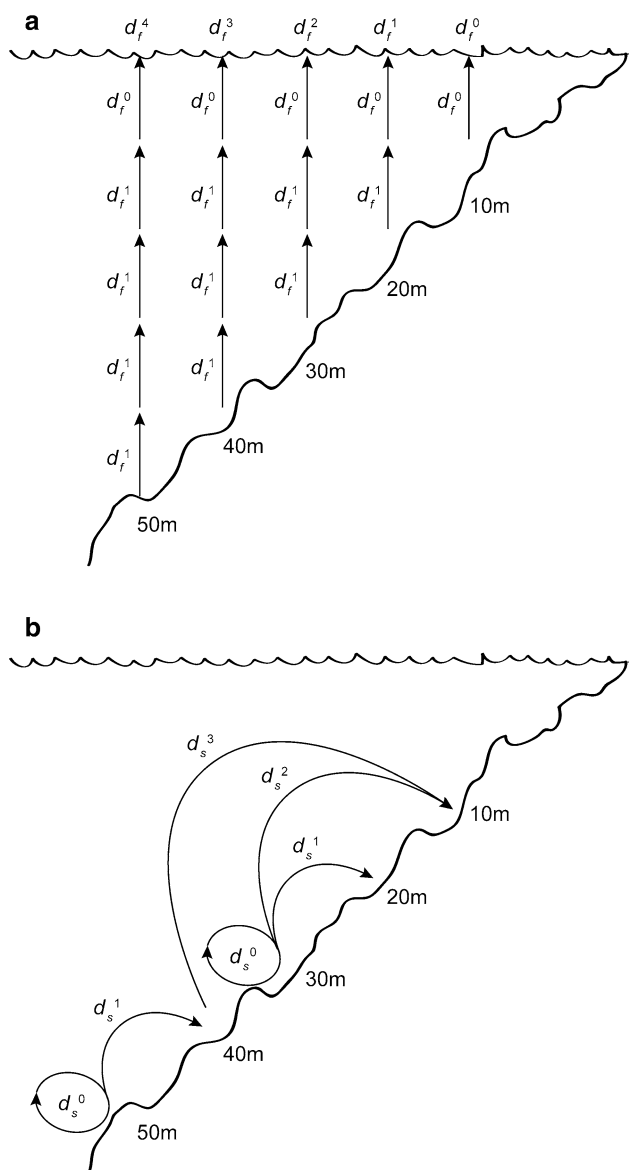 a
d_f^4 d_f^3 d_f^2 d_f^1 d_f^0
d_f^0 d_f^0 d_f^0 d_f^0 d_f^0
d_f^1 d_f^1 d_f^1 d_f^1 10m
d_f^1 d_f^1 d_f^1 20m
d_f^1 d_f^1 30m
40m
d_f^1
50m
b
d_s^3
d_s^2
10m
d_s^1
20m
d_s^0 30m
d_s^1
40m
d_s^0
50m